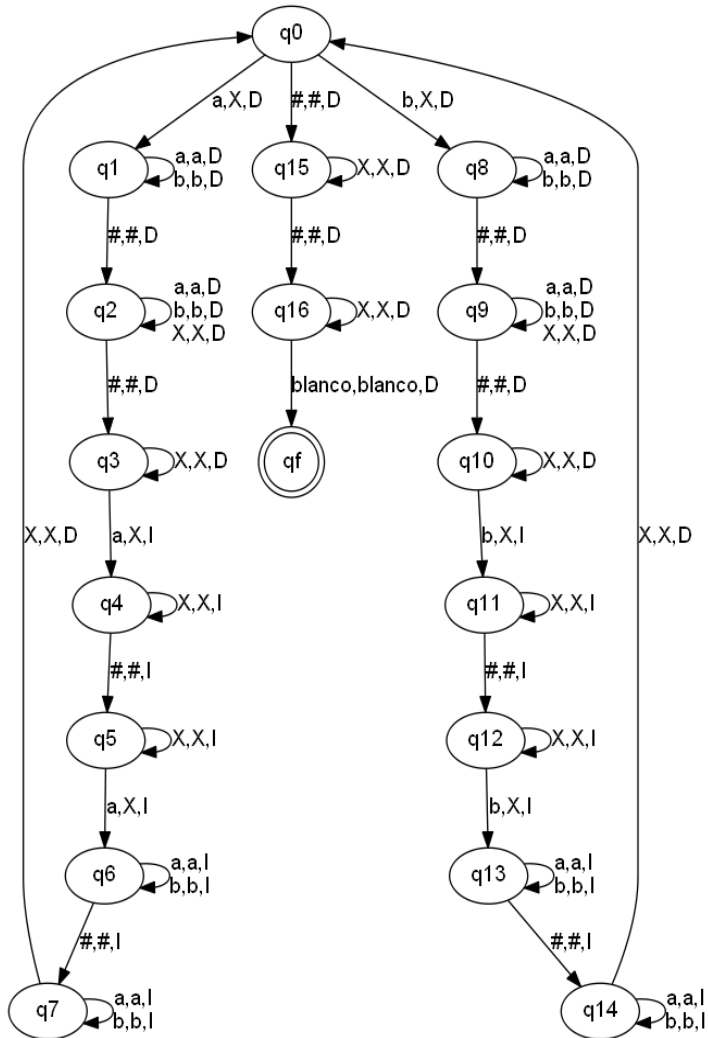 q0
a,X,D
#,#,D
b,X,D
q1
a,a,D
b,b,D
q15
X,X,D
q8
a,a,D
b,b,D
#,#,D
#,#,D
#,#,D
q2
a,a,D
b,b,D
X,X,D
q16
X,X,D
q9
a,a,D
b,b,D
X,X,D
#,#,D
blanco,blanco,D
#,#,D
q3
X,X,D
qf
q10
X,X,D
X,X,D
a,X,I
b,X,I
X,X,D
q4
X,X,I
q11
X,X,I
#,#,I
#,#,I
q5
X,X,I
q12
X,X,I
a,X,I
b,X,I
q6
a,a,I
b,b,I
q13
a,a,I
b,b,I
#,#,I
#,#,I
q7
a,a,I
b,b,I
q14
a,a,I
b,b,I